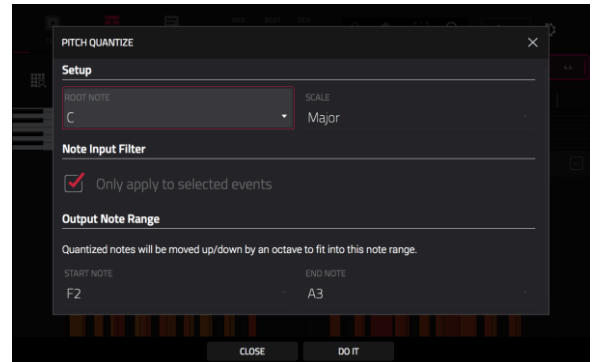 PITCH QUANTIZE
Setup
ROOT NOTE
SCALE
C
Major
Note Input Filter
Only apply to selected events
Output Note Range
Quantized notes will be moved up/down by an octave to fit into this note range.
START NOTE
END NOTE
F2
A3
CLOSE
DO IT